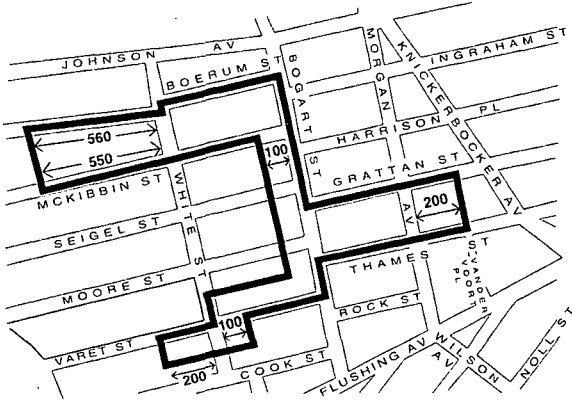 JOHNSON AV
BOERUM ST
BOGART ST
MORGAN AV
KNICKERBOCKER AV
INGRAHAM ST
HARRISON PL
GRATTAN ST
560
550
100
200
MCKIBBIN ST
WHITE ST
SEIGEL ST
MOORE ST
THAMES ST
VANDERVOORT PL
ROCK ST
100
VARET ST
200
COOK ST
FLUSHING AV
WILSON AV
NOLL ST